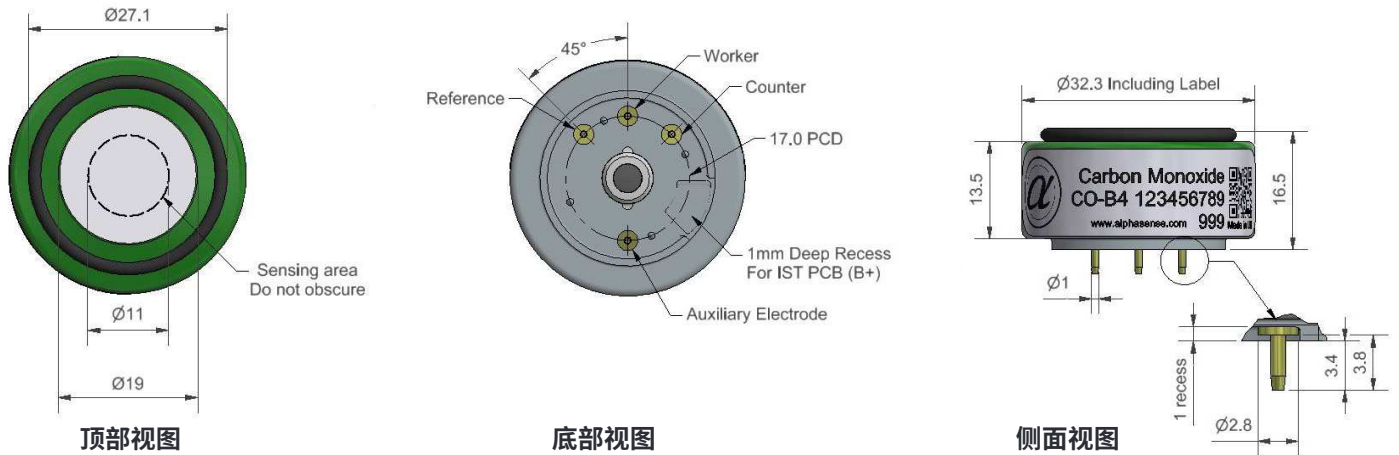 Ø27.1
Sensing area
Do not obscure
Ø11
Ø19
顶部视图
45°
Worker
Counter
Reference
17.0 PCD
1mm Deep Recess
For IST PCB (B+)
Auxiliary Electrode
底部视图
Ø32.3 Including Label
13.5
16.5
α
Carbon Monoxide
CO-B4 123456789
www.alphasense.com 999
Ø1
1 recess
3.4
3.8
Ø2.8
侧面视图